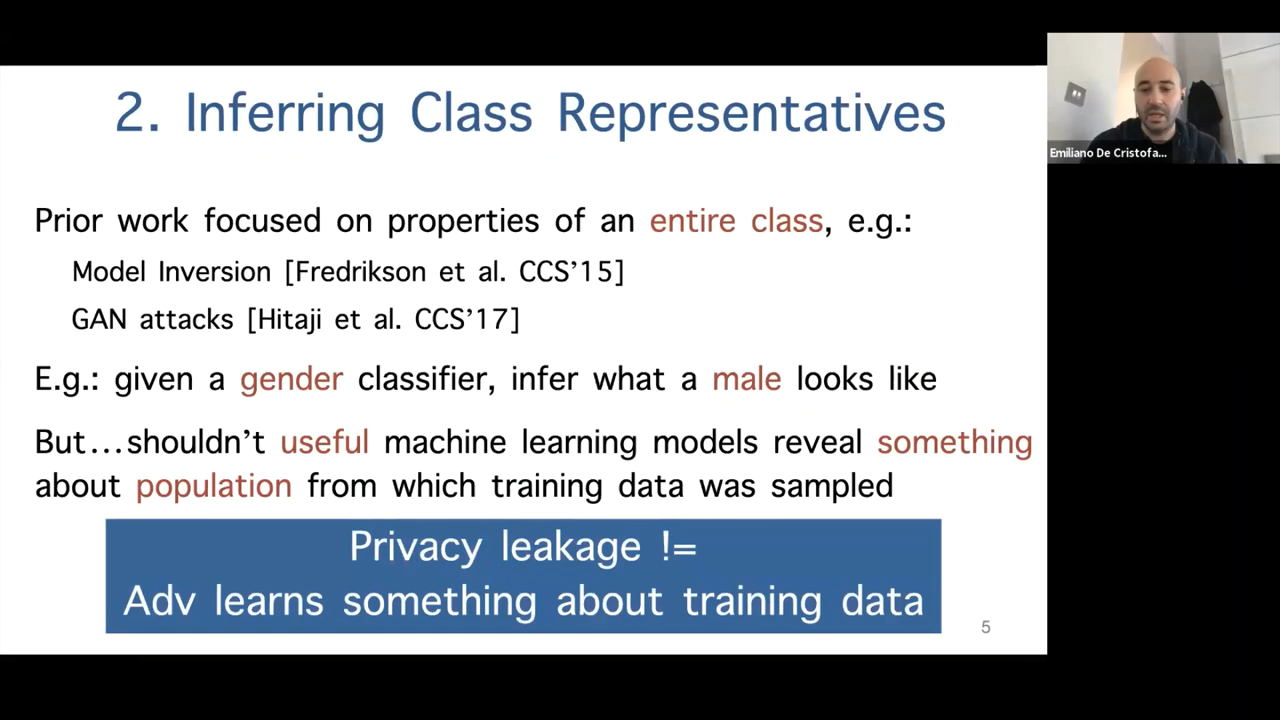 2. Inferring Class Representatives
Emiliano De Cristofa...
Prior work focused on properties of an entire class, e.g.:
Model Inversion [Fredrikson et al. CCS’15]
GAN attacks [Hitaji et al. CCS’17]
E.g.: given a gender classifier, infer what a male looks like
But...shouldn’t useful machine learning models reveal something
about population from which training data was sampled
Privacy leakage !=
Adv learns something about training data
5